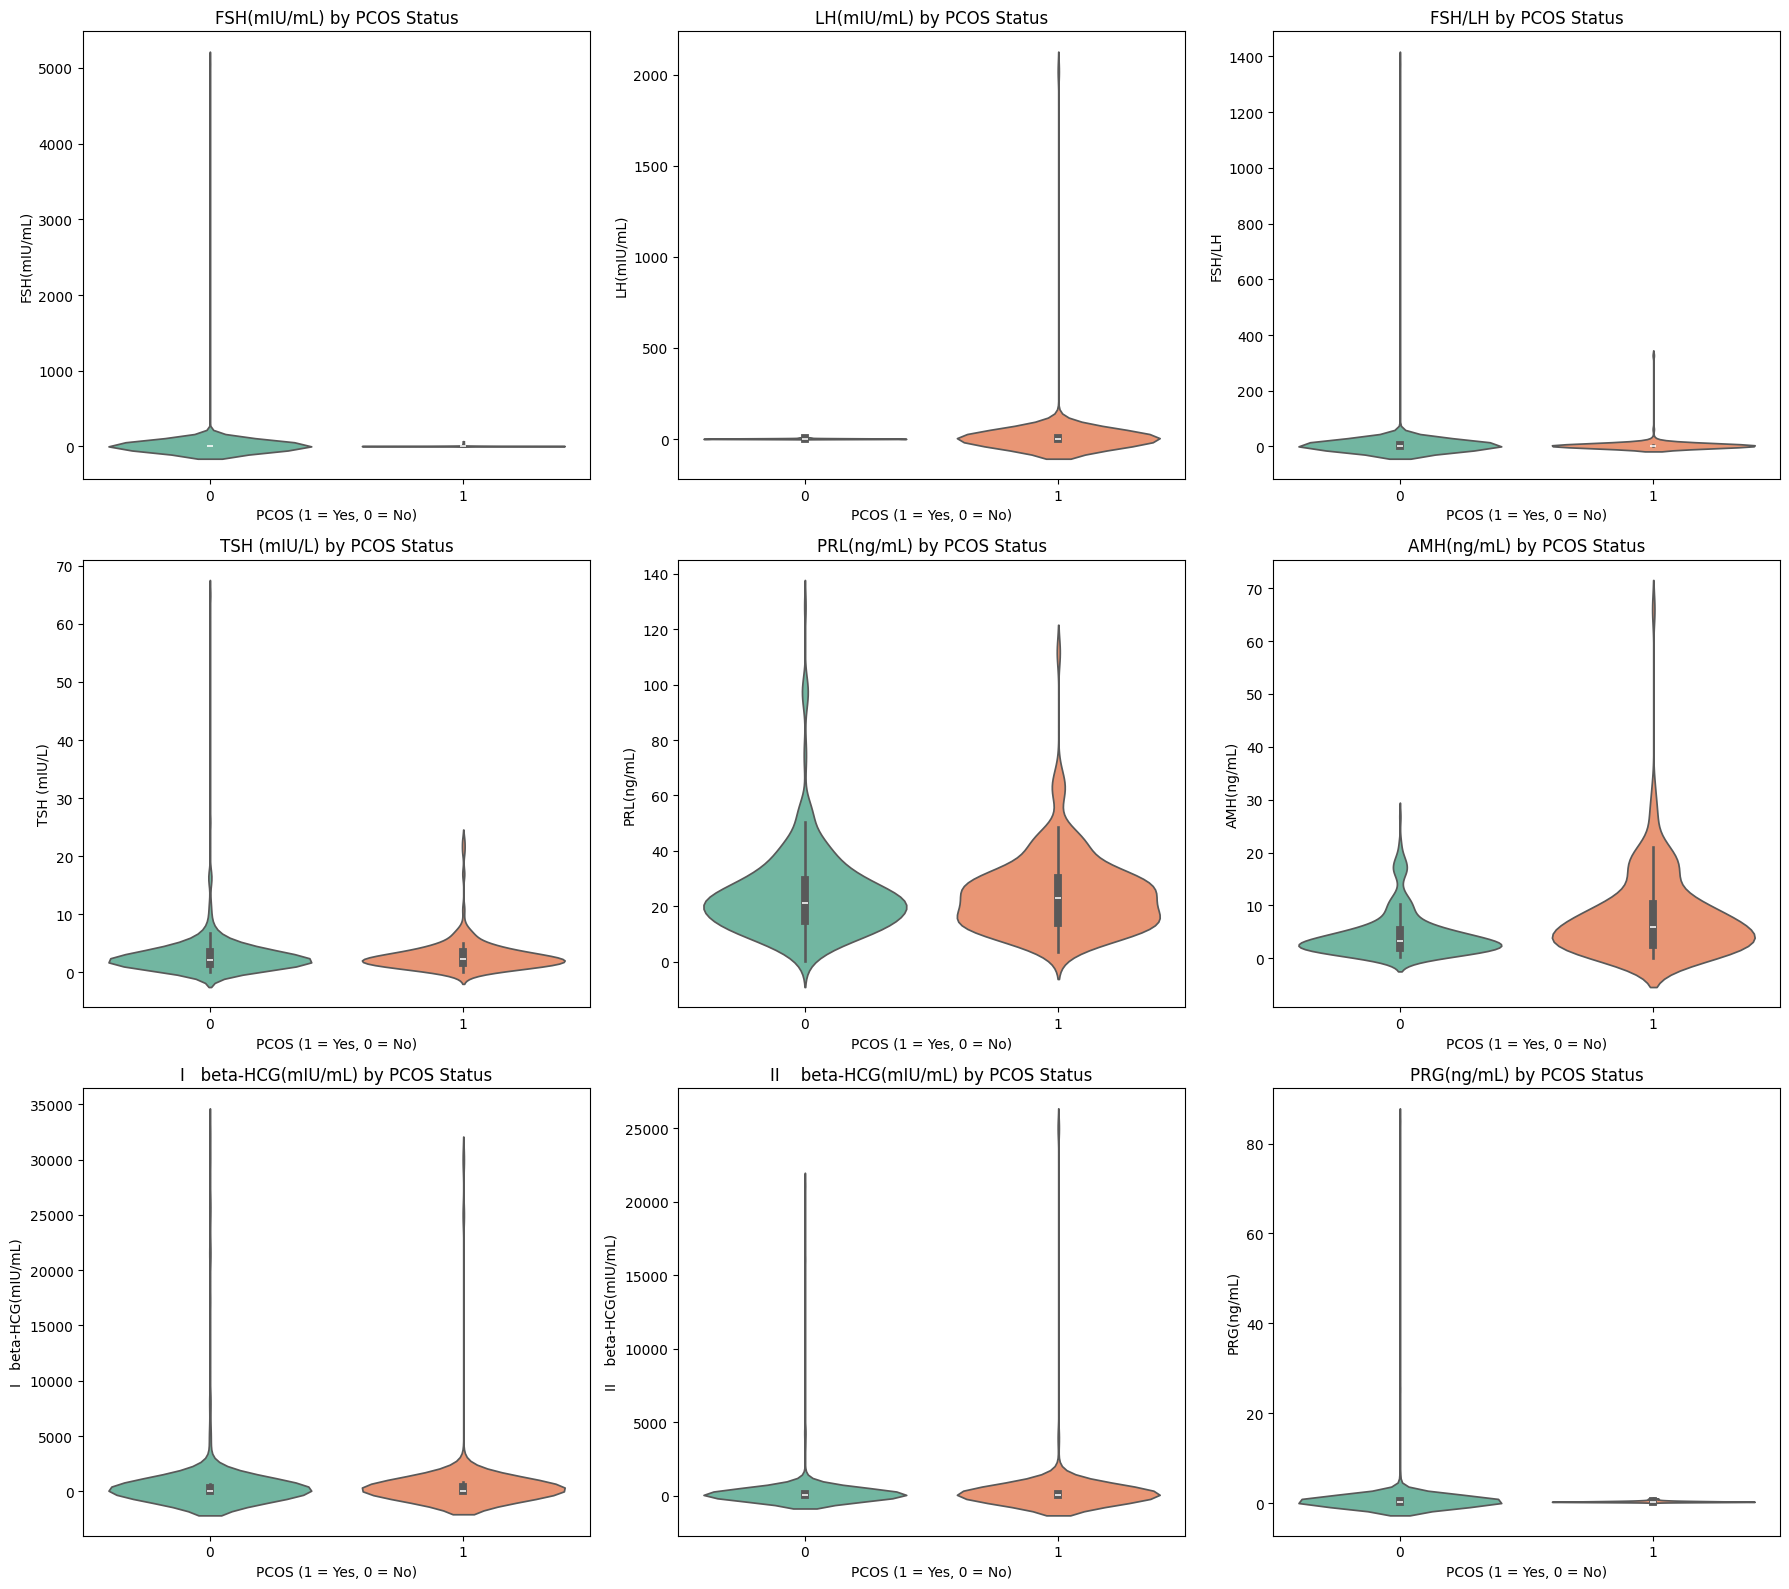 FSH(mIU/mL) by PCOS Status
FSH(mIU/mL)
5000
4000
3000
2000
1000
0
0 1
PCOS (1 = Yes, 0 = No)
LH(mIU/mL) by PCOS Status
LH(mIU/mL)
2000
1500
1000
500
0
0 1
PCOS (1 = Yes, 0 = No)
FSH/LH by PCOS Status
FSH/LH
1400
1200
1000
800
600
400
200
0
0 1
PCOS (1 = Yes, 0 = No)
TSH (mIU/L) by PCOS Status
TSH (mIU/L)
70
60
50
40
30
20
10
0
0 1
PCOS (1 = Yes, 0 = No)
PRL(ng/mL) by PCOS Status
PRL(ng/mL)
140
120
100
80
60
40
20
0
0 1
PCOS (1 = Yes, 0 = No)
AMH(ng/mL) by PCOS Status
AMH(ng/mL)
70
60
50
40
30
20
10
0
0 1
PCOS (1 = Yes, 0 = No)
I   beta-HCG(mIU/mL) by PCOS Status
I   beta-HCG(mIU/mL)
35000
30000
25000
20000
15000
10000
5000
0
0 1
PCOS (1 = Yes, 0 = No)
II    beta-HCG(mIU/mL) by PCOS Status
II    beta-HCG(mIU/mL)
25000
20000
15000
10000
5000
0
0 1
PCOS (1 = Yes, 0 = No)
PRG(ng/mL) by PCOS Status
PRG(ng/mL)
80
60
40
20
0
0 1
PCOS (1 = Yes, 0 = No)